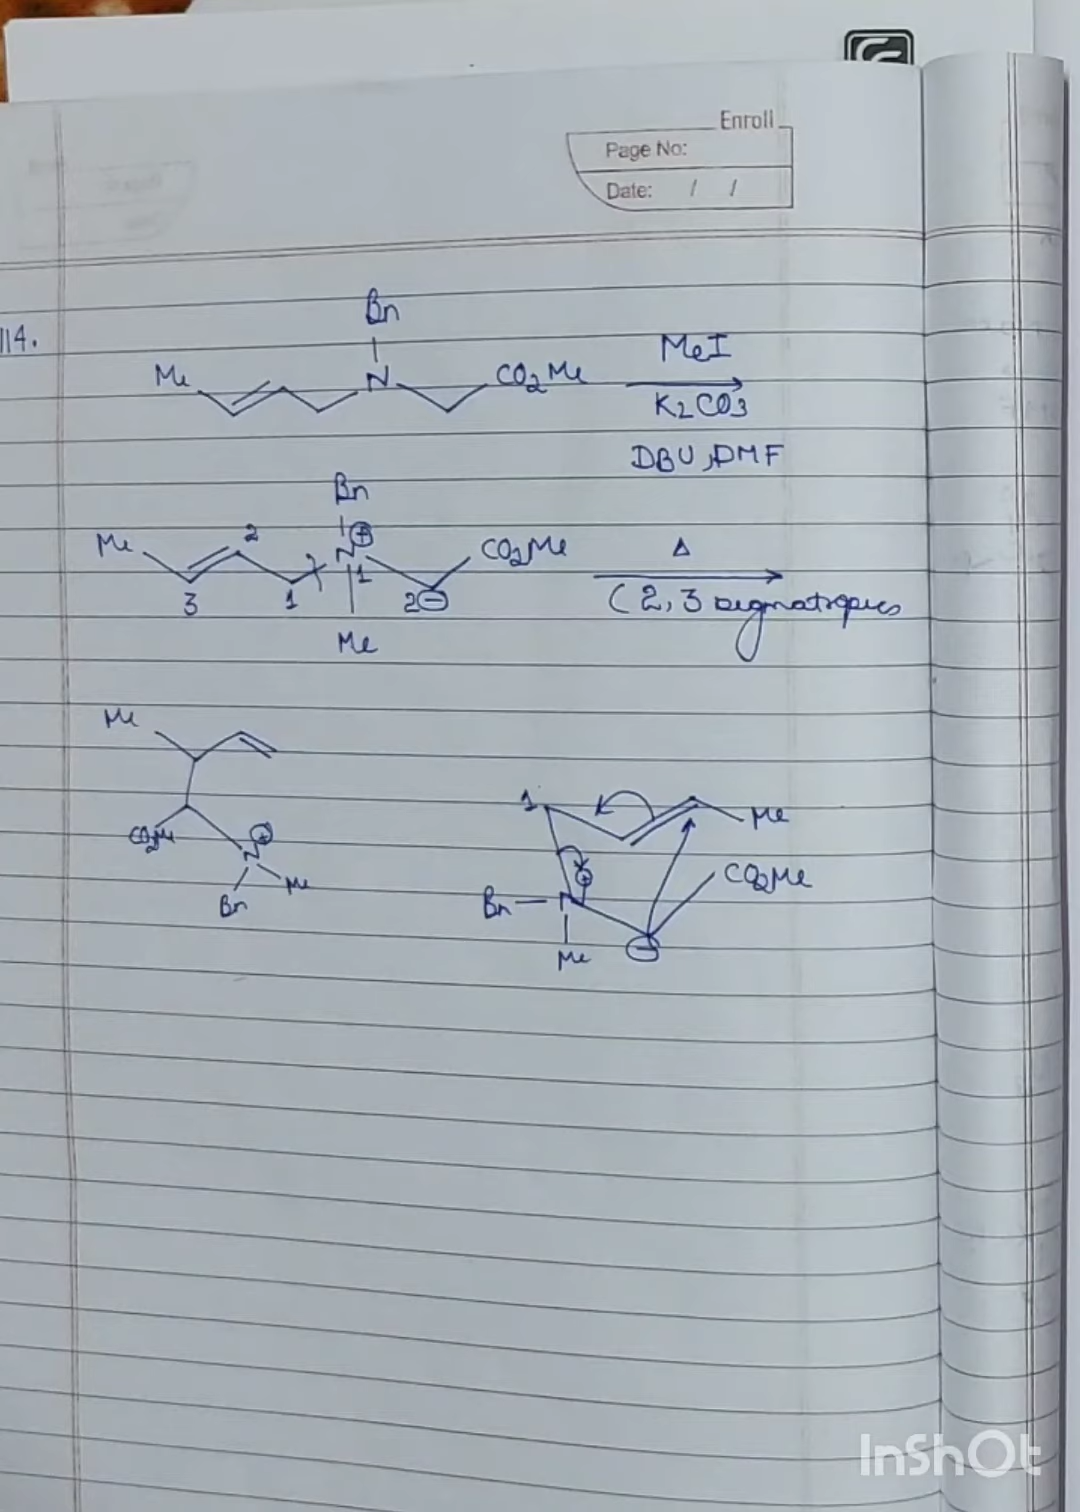 Enroll
Page No:
Date: / /
114.
Bn
Me N CO2Me MeI
K2CO3
DBU, DMF
Bn
Me 2 N ⊕ CO2Me Δ
3 1 1 2 ⊖ (2,3 sigmatropic)
Me
Me
1 Me
CO2Me N ⊕ Me
Bn
Bn N ⊕ CO2Me
Me ⊖
InShOt